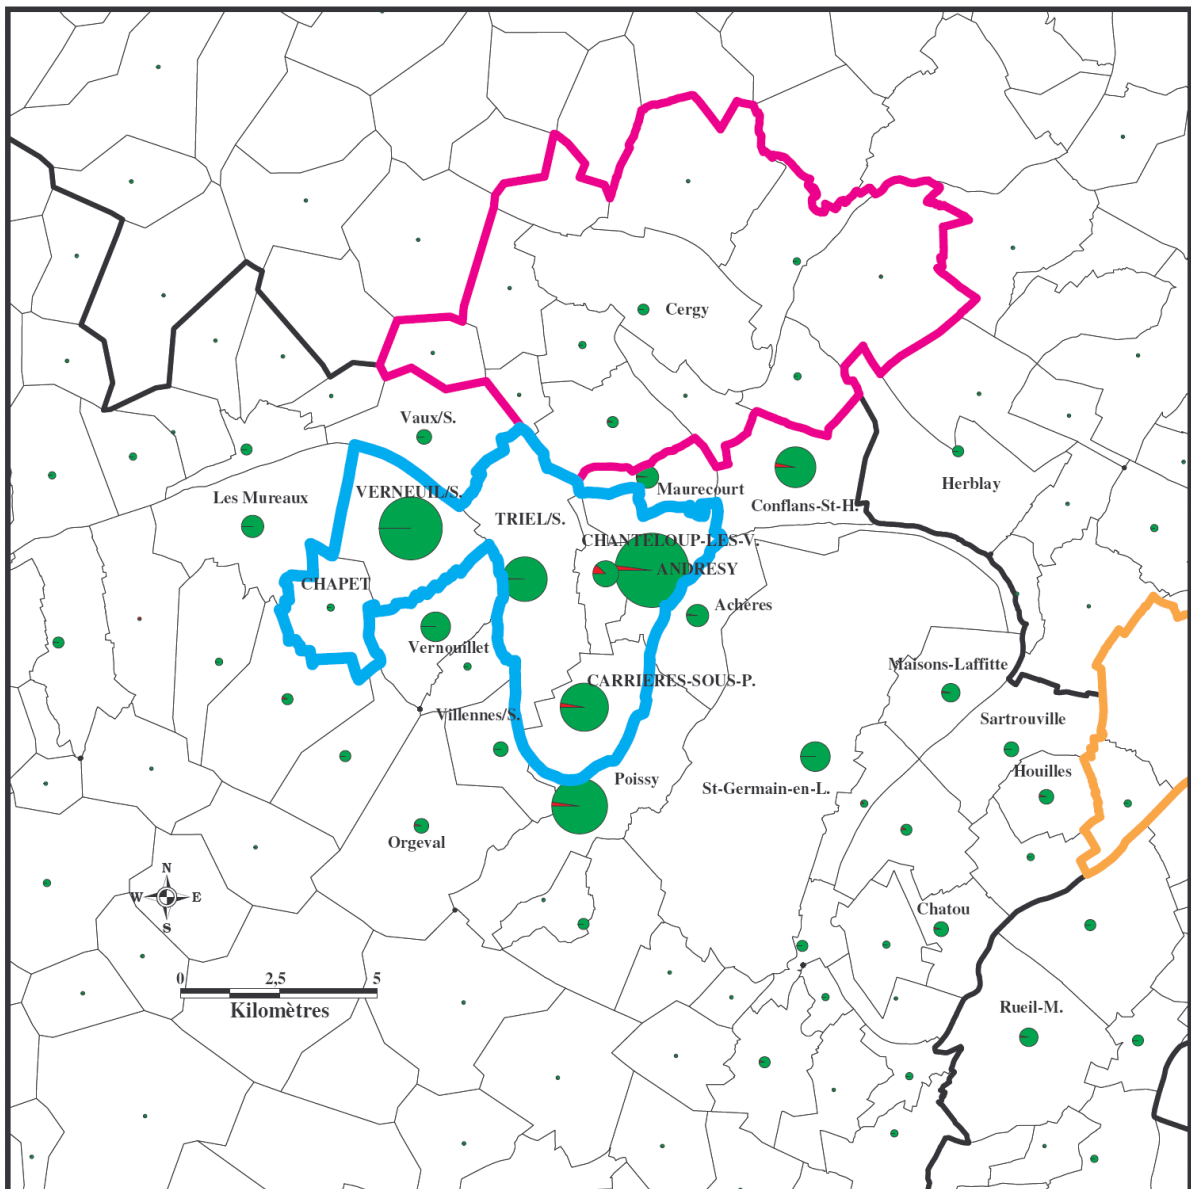 Cergy
Vaux/S.
Les Mureaux
VERNEUIL/S.
TRIEL/S.
Maurecourt
Conflans-St-H.
Herblay
CHANTELOUP-LES-V.
ANDRESY
CHAPET
Achères
Vernouillet
Maisons-Laffitte
CARRIERES-SOUS-P.
Villennes/S.
Sartrouville
Poissy
Houilles
St-Germain-en-L.
Orgeval
N
W E
S
Chatou
0 2,5 5
Kilomètres
Rueil-M.